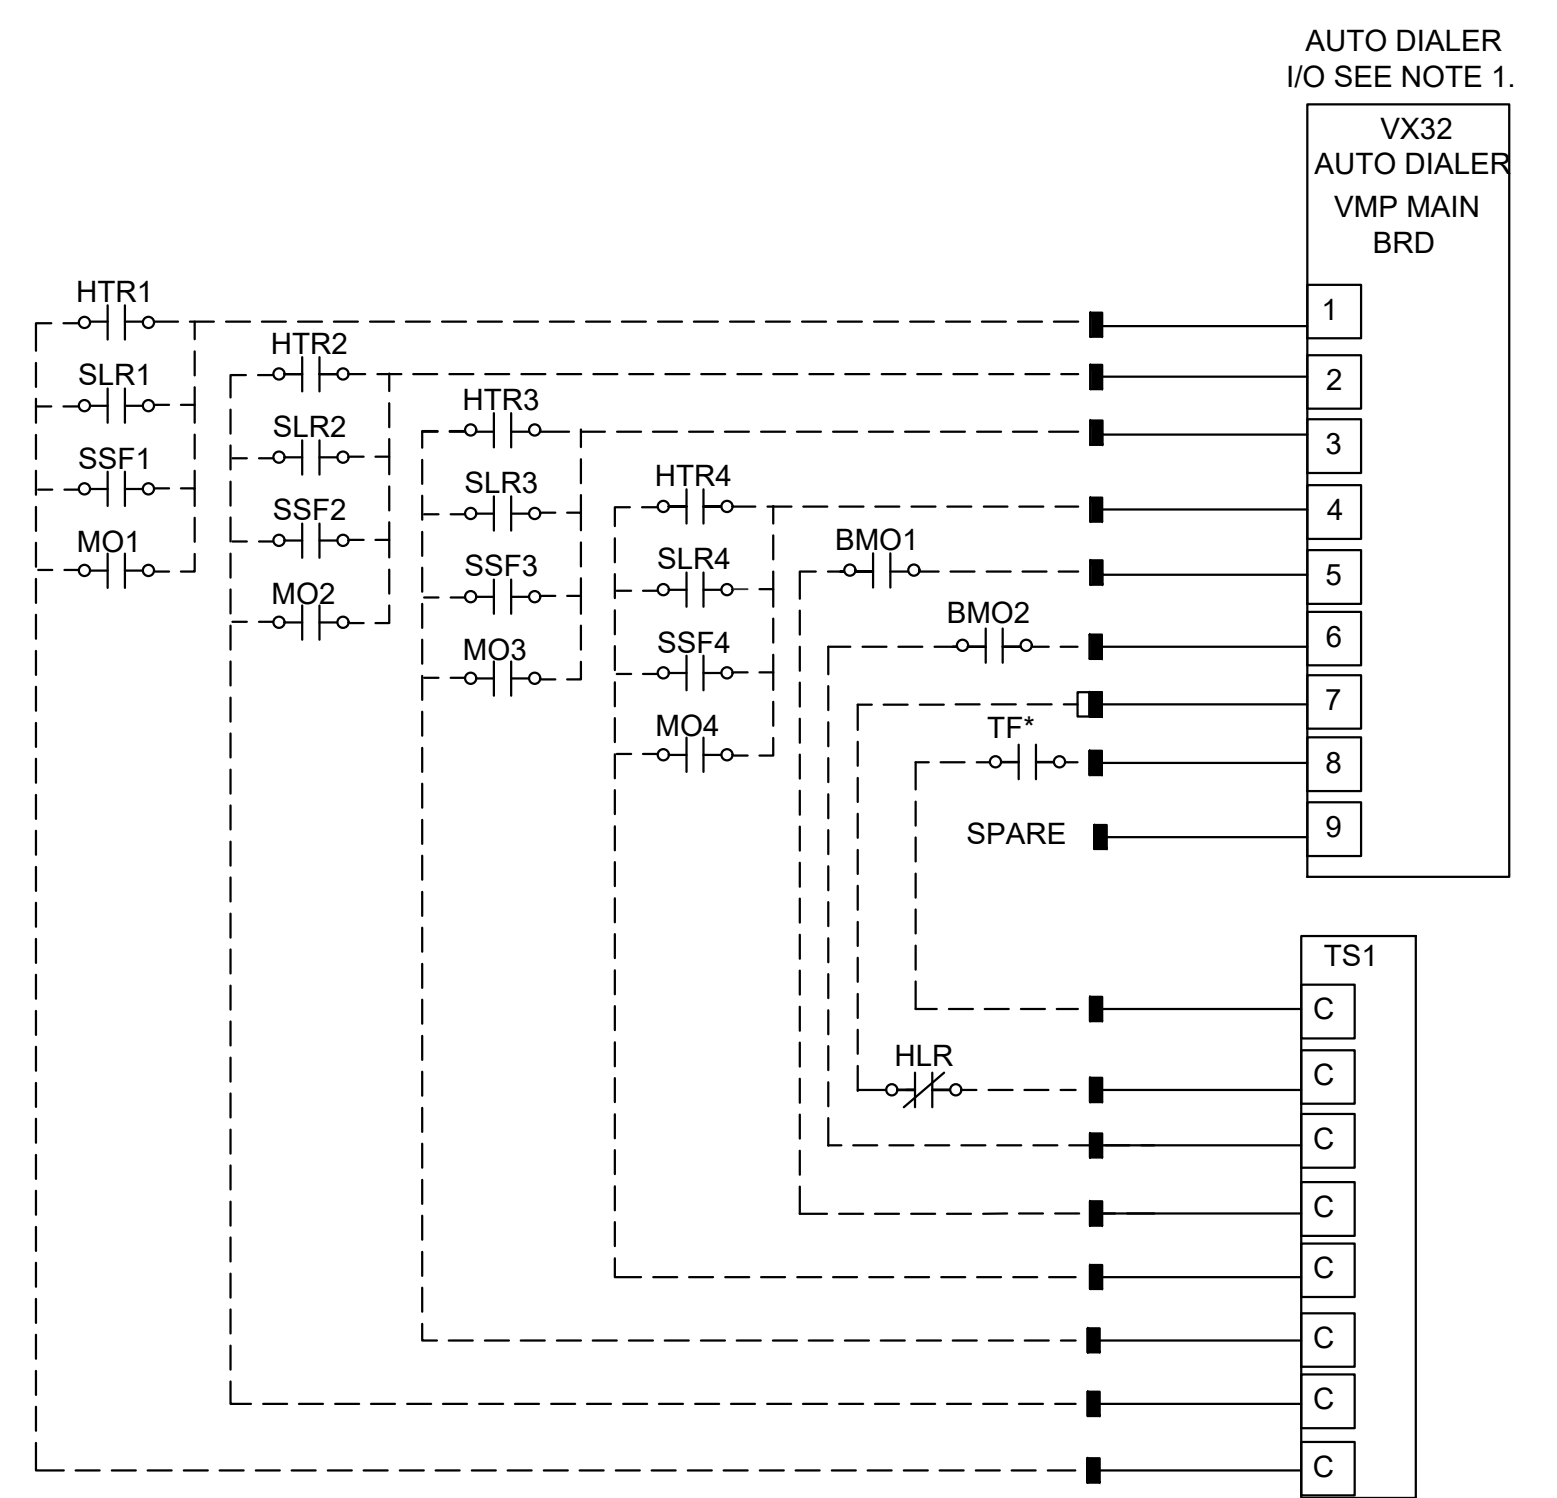 AUTO DIALER
I/O SEE NOTE 1.
VX32
AUTO DIALER
VMP MAIN
BRD
HTR1
SLR1
SSF1
MO1
HTR2
SLR2
SSF2
MO2
HTR3
SLR3
SSF3
MO3
HTR4
SLR4
SSF4
MO4
BMO1
BMO2
TF*
SPARE
HLR
1
2
3
4
5
6
7
8
9
TS1
C
C
C
C
C
C
C
C